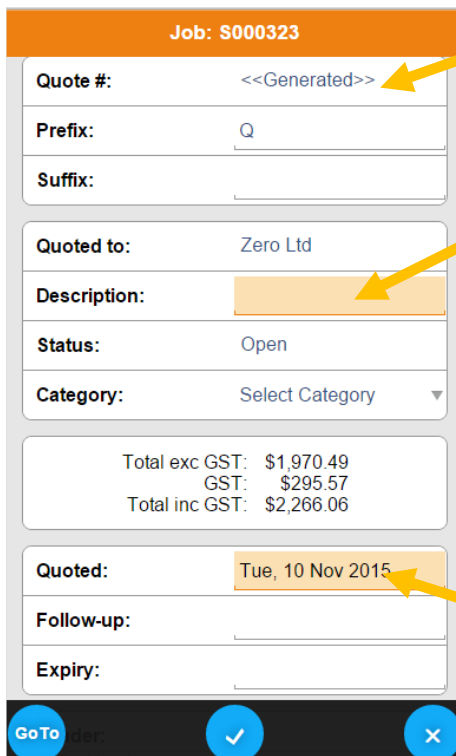 Job: S000323
Quote #: <<Generated>>
Prefix: Q
Suffix:
Quoted to: Zero Ltd
Description:
Status: Open
Category: Select Category
Total exc GST: $1,970.49
GST: $295.57
Total inc GST: $2,266.06
Quoted: Tue, 10 Nov 2015
Follow-up:
Expiry:
GoTo